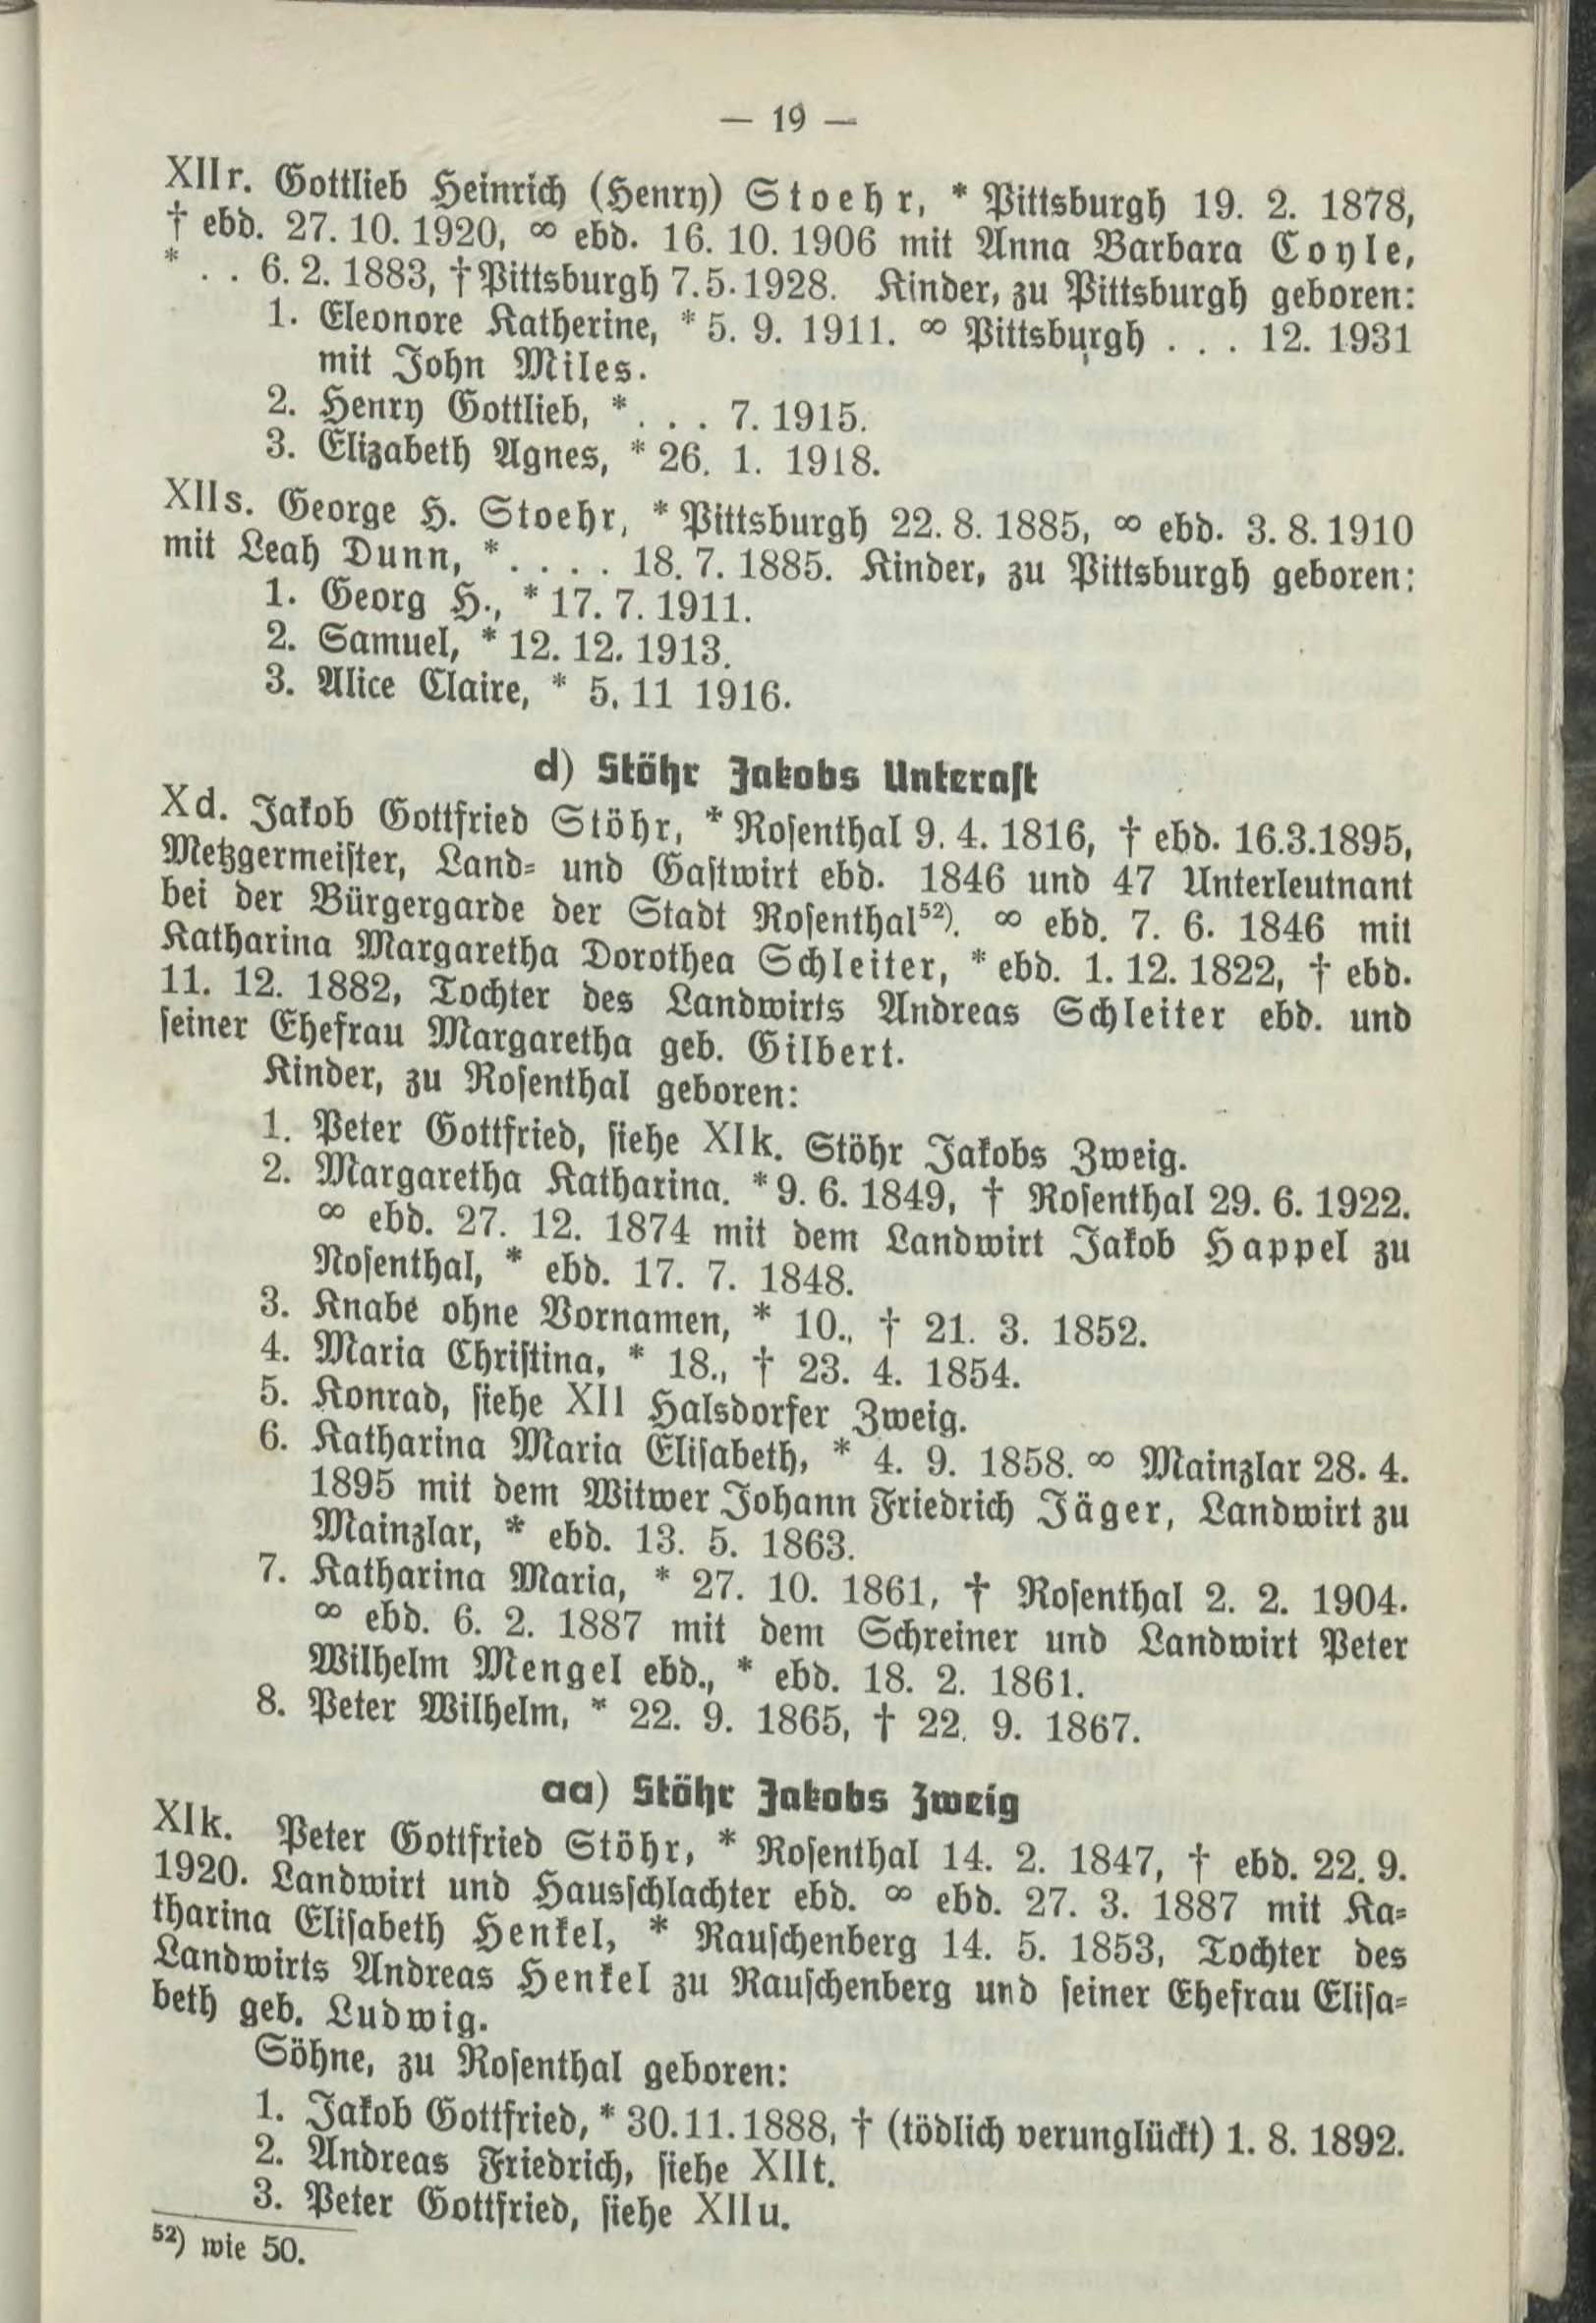 — 19 —
XIIr. Gottlieb Heinrich (Henry) Stoehr, * Pittsburgh 19. 2. 1878,
† ebd. 27. 10. 1920, ∞ ebd. 16. 10. 1906 mit Anna Barbara Coyle,
* . . 6. 2. 1883, † Pittsburgh 7. 5. 1928. Kinder, zu Pittsburgh geboren:
1. Eleonore Katherine, * 5. 9. 1911. ∞ Pittsburgh . . . 12. 1931
mit John Miles.
2. Henry Gottlieb, * . . . 7. 1915.
3. Elizabeth Agnes, * 26. 1. 1918.
XIIs. George H. Stoehr, * Pittsburgh 22. 8. 1885, ∞ ebd. 3. 8. 1910
mit Leah Dunn, * . . . . 18. 7. 1885. Kinder, zu Pittsburgh geboren:
1. Georg H., * 17. 7. 1911.
2. Samuel, * 12. 12. 1913.
3. Alice Claire, * 5. 11 1916.
d) Stöhr Jakobs Unterast
Xd. Jakob Gottfried Stöhr, * Rosenthal 9. 4. 1816, † ebd. 16.3.1895,
Metzgermeister, Land- und Gastwirt ebd. 1846 und 47 Unterleutnant
bei der Bürgergarde der Stadt Rosenthal⁵²). ∞ ebd. 7. 6. 1846 mit
Katharina Margaretha Dorothea Schleiter, * ebd. 1. 12. 1822, † ebd.
11. 12. 1882, Tochter des Landwirts Andreas Schleiter ebd. und
seiner Ehefrau Margaretha geb. Gilbert.
Kinder, zu Rosenthal geboren:
1. Peter Gottfried, siehe XIk. Stöhr Jakobs Zweig.
2. Margaretha Katharina. * 9. 6. 1849, † Rosenthal 29. 6. 1922.
∞ ebd. 27. 12. 1874 mit dem Landwirt Jakob Happel zu
Rosenthal, * ebd. 17. 7. 1848.
3. Knabe ohne Vornamen, * 10., † 21. 3. 1852.
4. Maria Christina, * 18., † 23. 4. 1854.
5. Konrad, siehe XII Halsdorfer Zweig.
6. Katharina Maria Elisabeth, * 4. 9. 1858. ∞ Mainzlar 28. 4.
1895 mit dem Witwer Johann Friedrich Jäger, Landwirt zu
Mainzlar, * ebd. 13. 5. 1863.
7. Katharina Maria, * 27. 10. 1861, † Rosenthal 2. 2. 1904.
∞ ebd. 6. 2. 1887 mit dem Schreiner und Landwirt Peter
Wilhelm Mengel ebd., * ebd. 18. 2. 1861.
8. Peter Wilhelm, * 22. 9. 1865, † 22. 9. 1867.
aa) Stöhr Jakobs Zweig
XIk. Peter Gottfried Stöhr, * Rosenthal 14. 2. 1847, † ebd. 22. 9.
1920. Landwirt und Hausschlachter ebd. ∞ ebd. 27. 3. 1887 mit Ka-
tharina Elisabeth Henkel, * Rauschenberg 14. 5. 1853, Tochter des
Landwirts Andreas Henkel zu Rauschenberg und seiner Ehefrau Elisa-
beth geb. Ludwig.
Söhne, zu Rosenthal geboren:
1. Jakob Gottfried, * 30. 11. 1888, † (tödlich verunglückt) 1. 8. 1892.
2. Andreas Friedrich, siehe XIIt.
3. Peter Gottfried, siehe XIIu.
⁵²) wie 50.